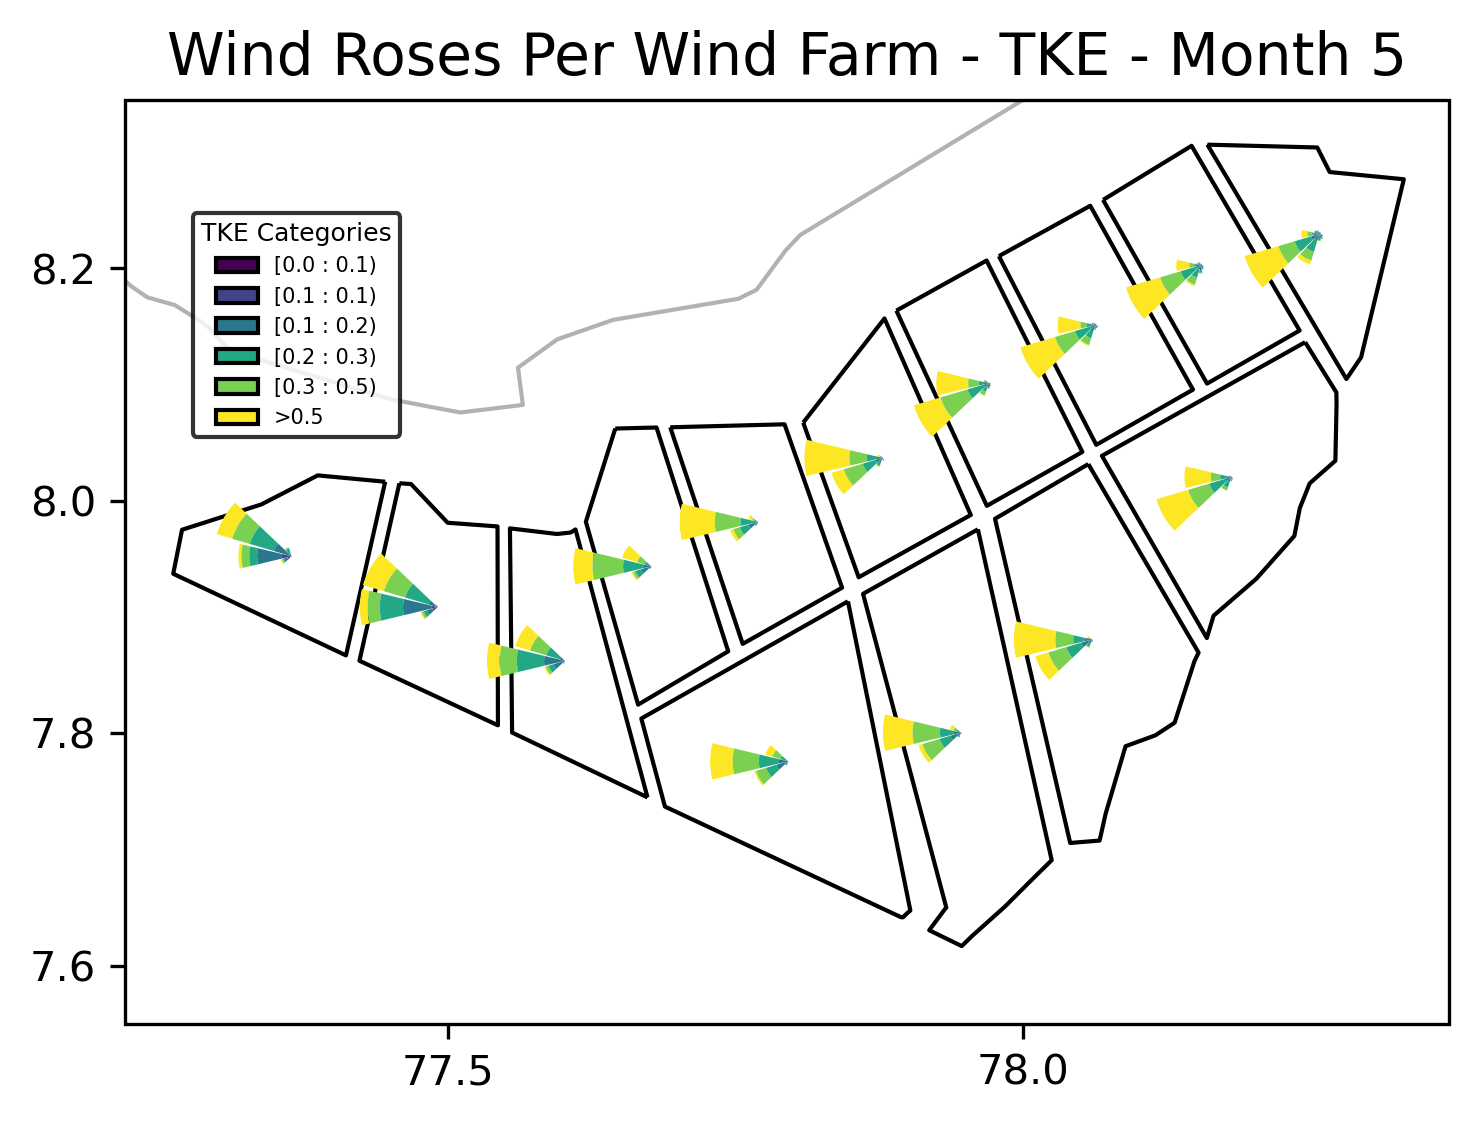 Wind Roses Per Wind Farm - TKE - Month 5
8.2
8.0
7.8
7.6
TKE Categories
[0.0 : 0.1)
[0.1 : 0.1)
[0.1 : 0.2)
[0.2 : 0.3)
[0.3 : 0.5)
>0.5
77.5
78.0